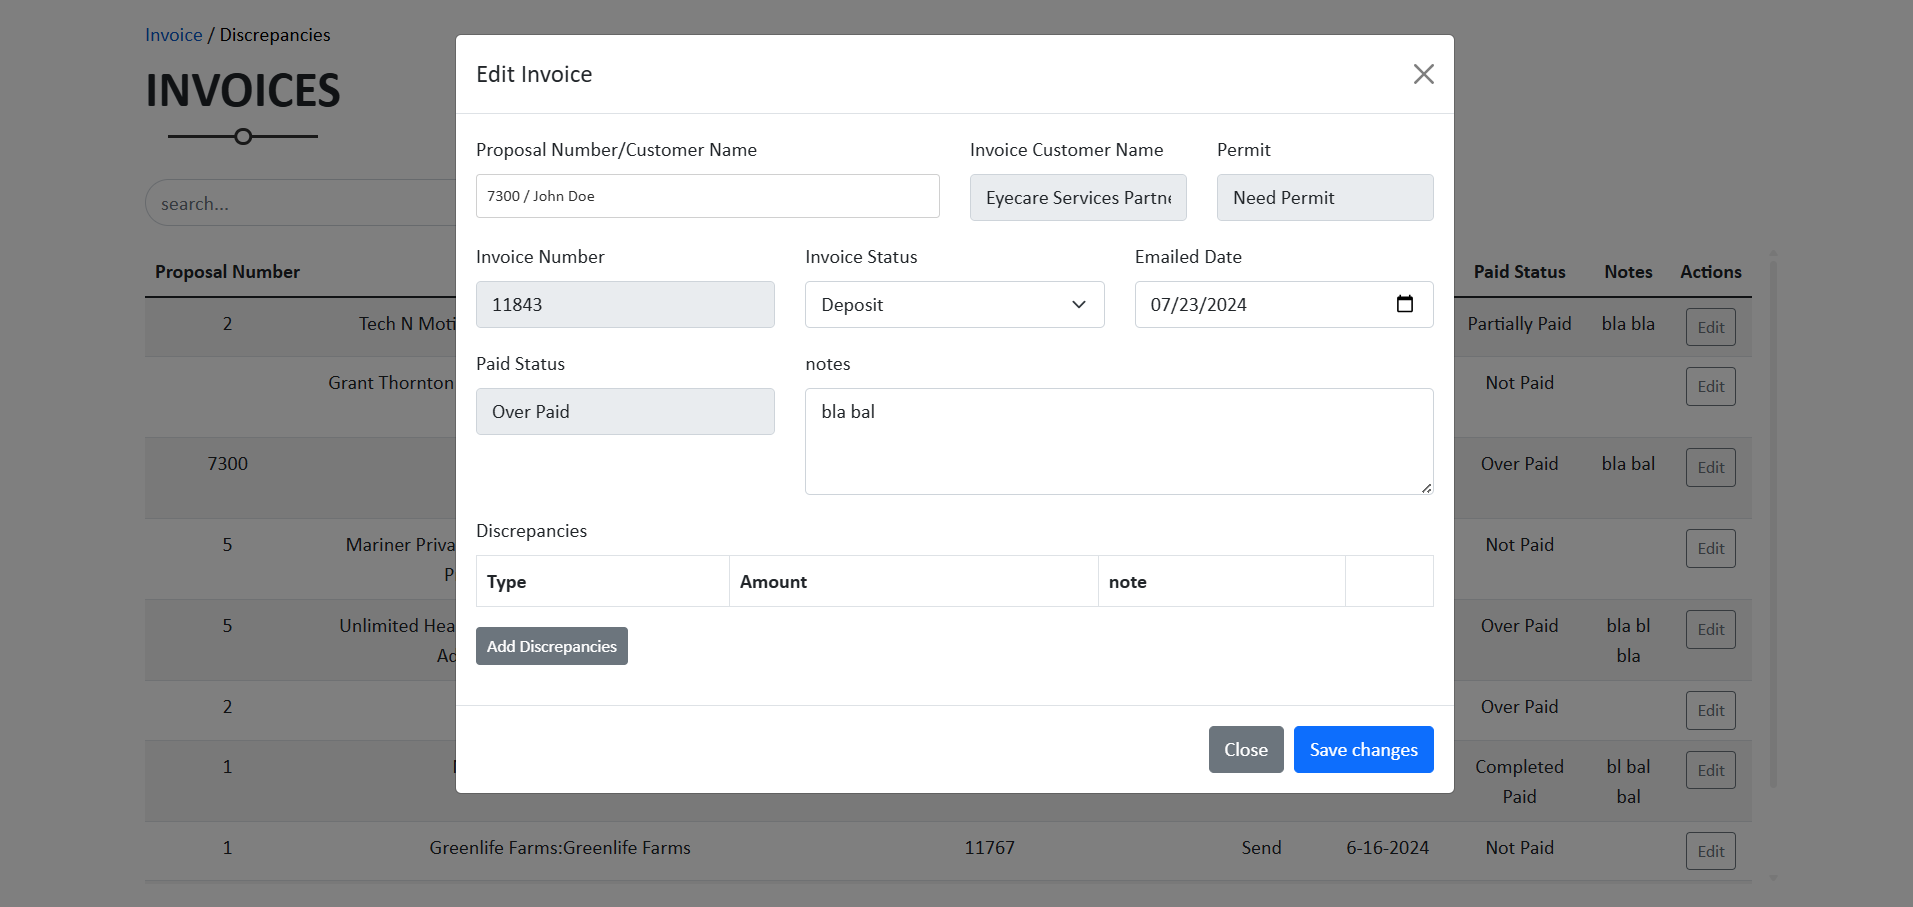 Invoice / Discrepancies
INVOICES
search...
Proposal Number Paid Status Notes Actions
2 Tech N Moti Partially Paid bla bla Edit
Grant Thornton Not Paid Edit
7300 Over Paid bla bal Edit
5 Mariner Priva Not Paid Edit
P
5 Unlimited Hea Over Paid bla bl Edit
Ad bla
2 Over Paid Edit
1 Completed bl bal Edit
Paid bal
1 Greenlife Farms:Greenlife Farms 11767 Send 6-16-2024 Not Paid Edit
Edit Invoice
Proposal Number/Customer Name Invoice Customer Name Permit
7300 / John Doe Eyecare Services Partne Need Permit
Invoice Number Invoice Status Emailed Date
11843 Deposit 07/23/2024
Paid Status notes
Over Paid bla bal
Discrepancies
Type Amount note
Add Discrepancies
Close Save changes